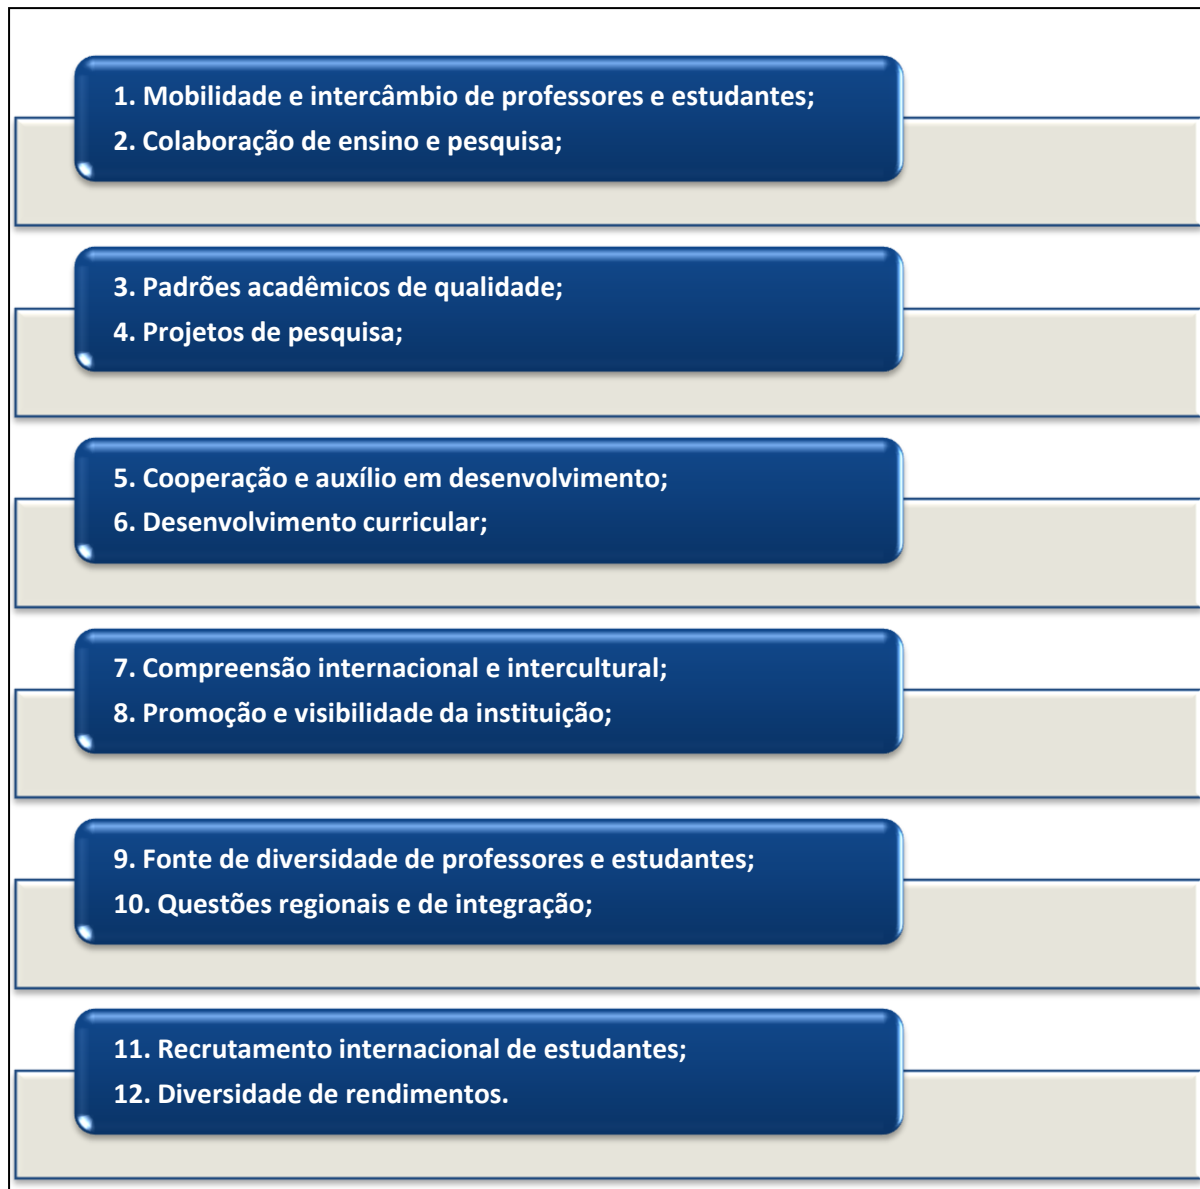 1. Mobilidade e intercâmbio de professores e estudantes;
2. Colaboração de ensino e pesquisa;
3. Padrões acadêmicos de qualidade;
4. Projetos de pesquisa;
5. Cooperação e auxílio em desenvolvimento;
6. Desenvolvimento curricular;
7. Compreensão internacional e intercultural;
8. Promoção e visibilidade da instituição;
9. Fonte de diversidade de professores e estudantes;
10. Questões regionais e de integração;
11. Recrutamento internacional de estudantes;
12. Diversidade de rendimentos.